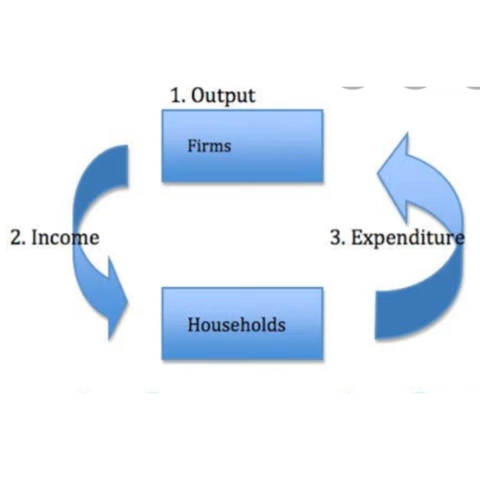 1. Output
Firms
2. Income
3. Expenditure
Households